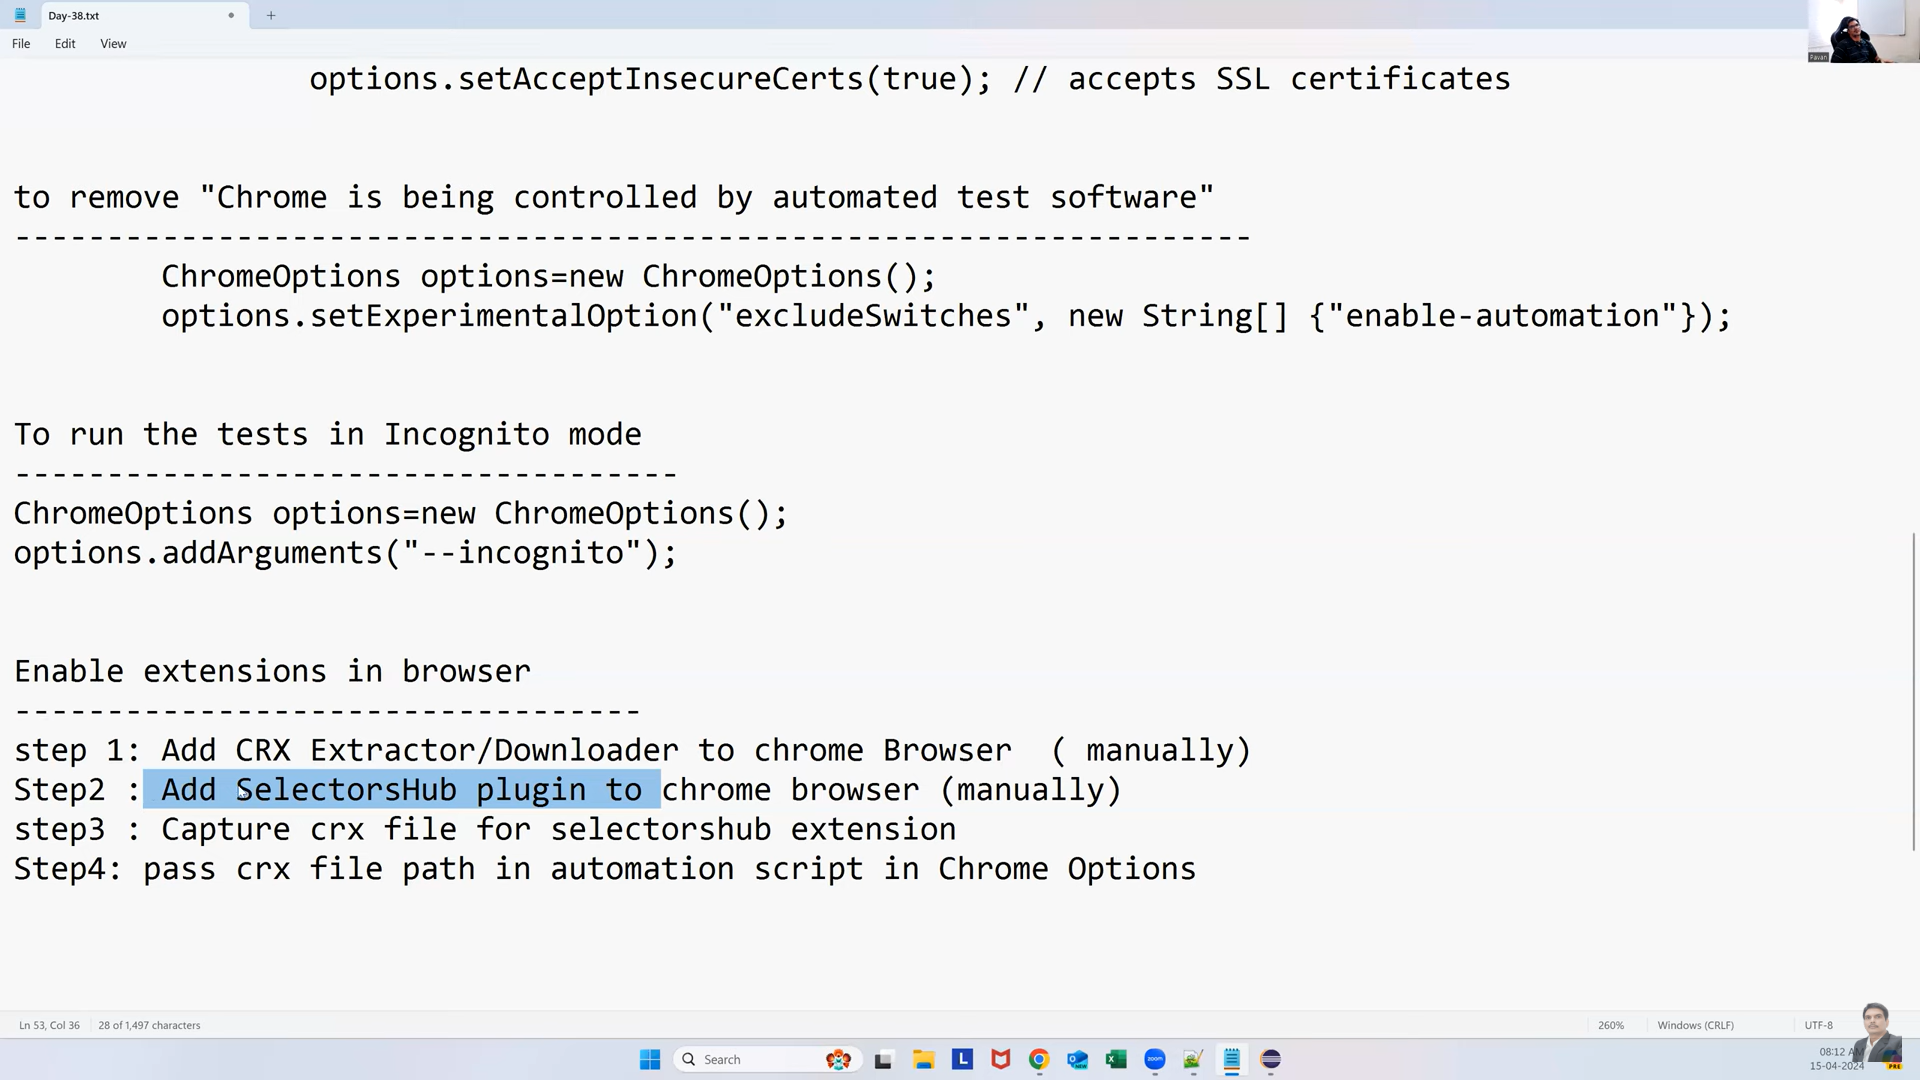 Day-38.txt
File Edit View
options.setAcceptInsecureCerts(true); // accepts SSL certificates
to remove "Chrome is being controlled by automated test software"
-------------------------------------------------------------------
ChromeOptions options=new ChromeOptions();
options.setExperimentalOption("excludeSwitches", new String[] {"enable-automation"});
To run the tests in Incognito mode
------------------------------------
ChromeOptions options=new ChromeOptions();
options.addArguments("--incognito");
Enable extensions in browser
----------------------------------
step 1: Add CRX Extractor/Downloader to chrome Browser  ( manually)
Step2 : Add SelectorsHub plugin to chrome browser (manually)
step3 : Capture crx file for selectorshub extension
Step4: pass crx file path in automation script in Chrome Options
Ln 53, Col 36 28 of 1,497 characters 260% Windows (CRLF) UTF-8
Search
08:12 A
15-04-2024
Pavan
PRE